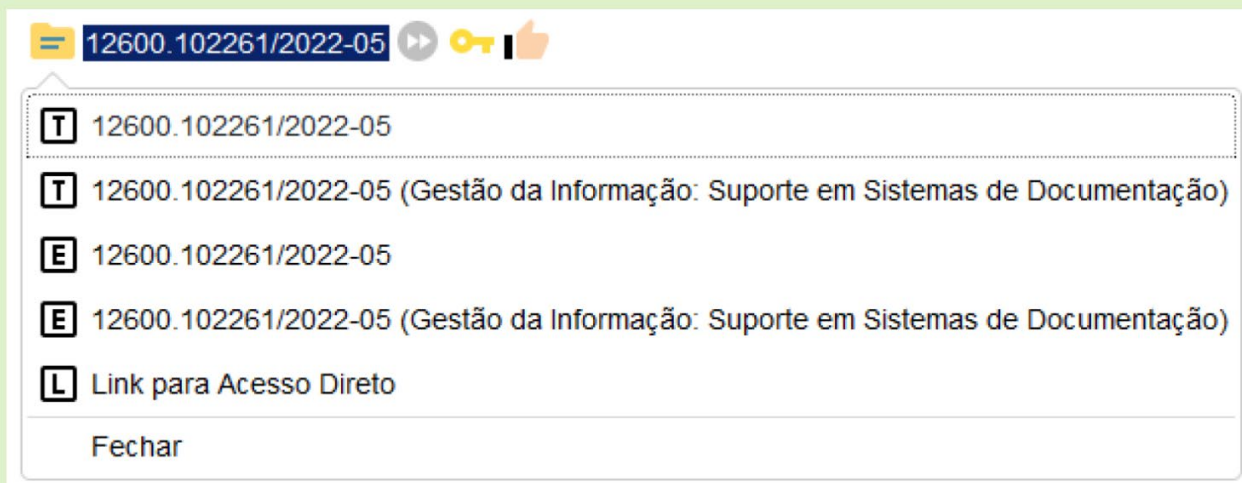 12600.102261/2022-05
T 12600.102261/2022-05
T 12600.102261/2022-05 (Gestão da Informação: Suporte em Sistemas de Documentação)
E 12600.102261/2022-05
E 12600.102261/2022-05 (Gestão da Informação: Suporte em Sistemas de Documentação)
L Link para Acesso Direto
Fechar